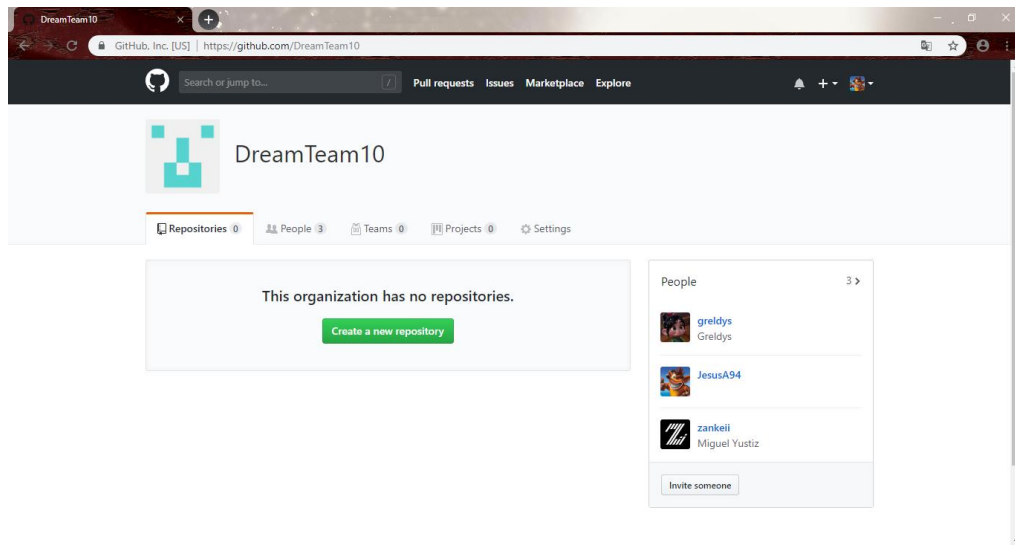 DreamTeam10
GitHub, Inc. [US] | https://github.com/DreamTeam10
Search or jump to... /
Pull requests Issues Marketplace Explore
DreamTeam10
Repositories 0 People 3 Teams 0 Projects 0 Settings
This organization has no repositories.
Create a new repository
People 3
greldys
Greldys
JesusA94
zankeii
Miguel Yustiz
Invite someone